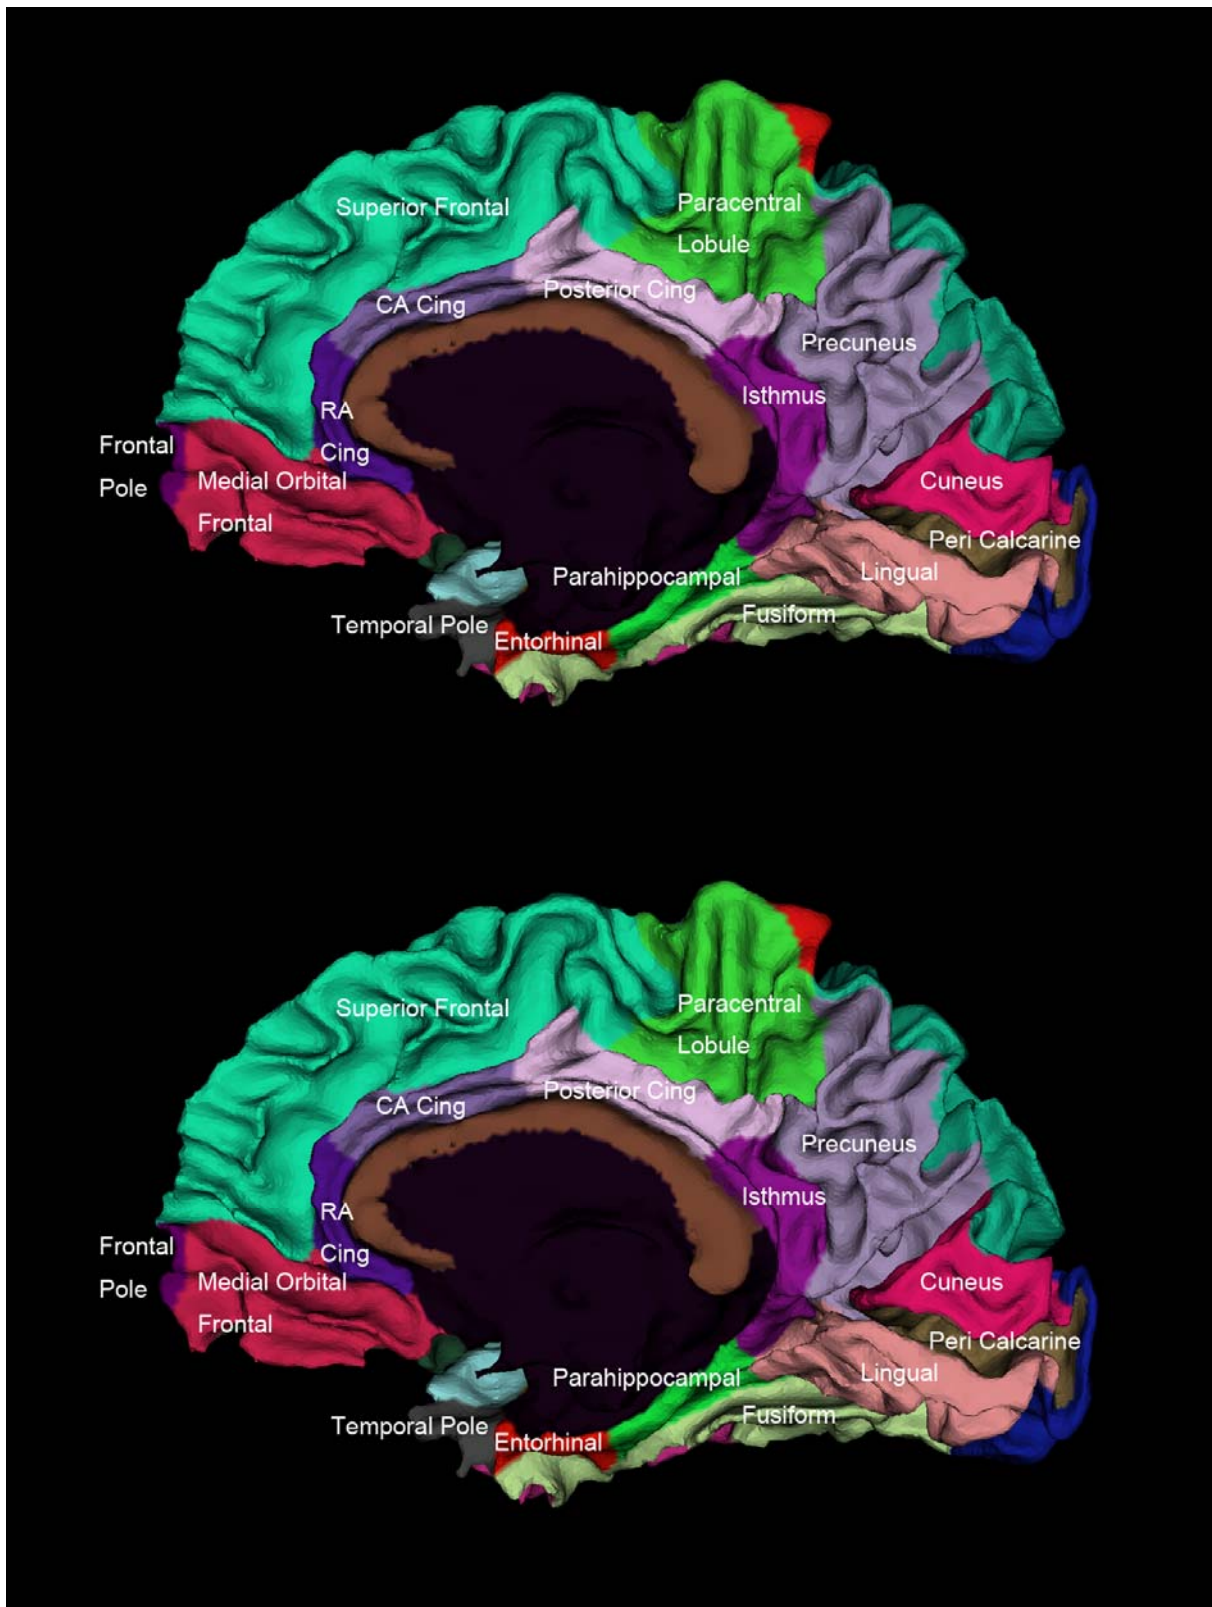 Superior Frontal
Paracentral
Lobule
Posterior Cing
CA Cing
Precuneus
Isthmus
RA
Cing
Frontal
Pole
Medial Orbital
Frontal
Cuneus
Peri Calcarine
Lingual
Parahippocampal
Fusiform
Temporal Pole
Entorhinal
Superior Frontal
Paracentral
Lobule
Posterior Cing
CA Cing
Precuneus
Isthmus
RA
Cing
Frontal
Pole
Medial Orbital
Frontal
Cuneus
Peri Calcarine
Lingual
Parahippocampal
Fusiform
Temporal Pole
Entorhinal